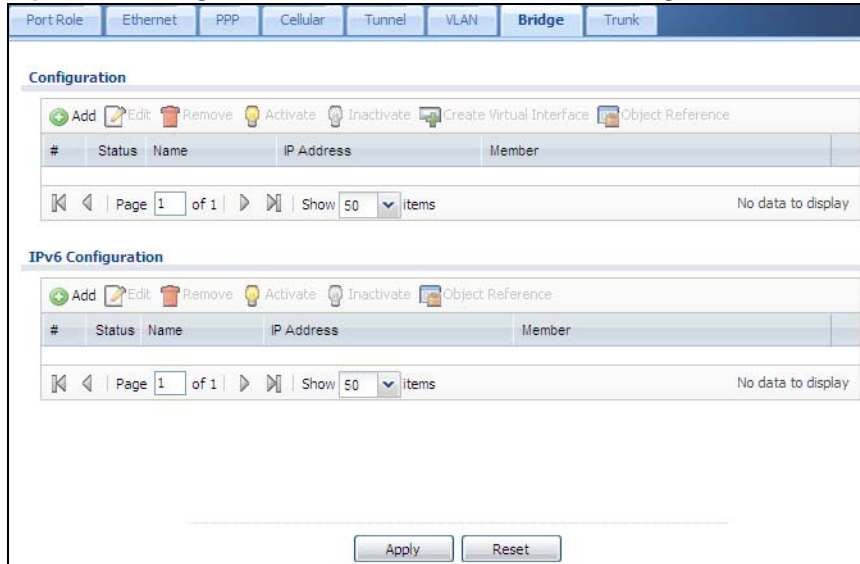 Port Role Ethernet PPP Cellular Tunnel VLAN Bridge Trunk
Configuration
Add Edit Remove Activate Inactivate Create Virtual Interface Object Reference
# Status Name IP Address Member
Page 1 of 1 Show 50 items No data to display
IPv6 Configuration
Add Edit Remove Activate Inactivate Object Reference
# Status Name IP Address Member
Page 1 of 1 Show 50 items No data to display
Apply Reset